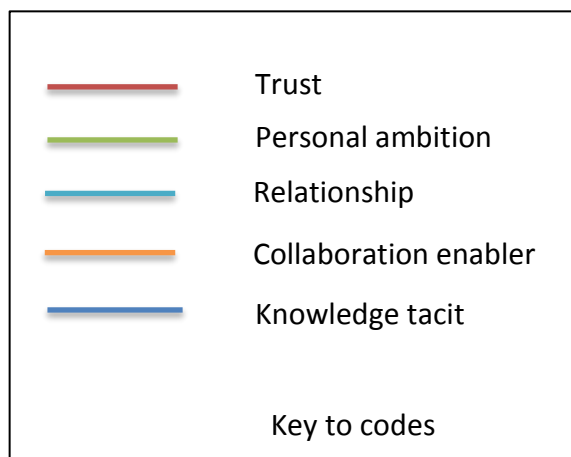 Trust
Personal ambition
Relationship
Collaboration enabler
Knowledge tacit
Key to codes